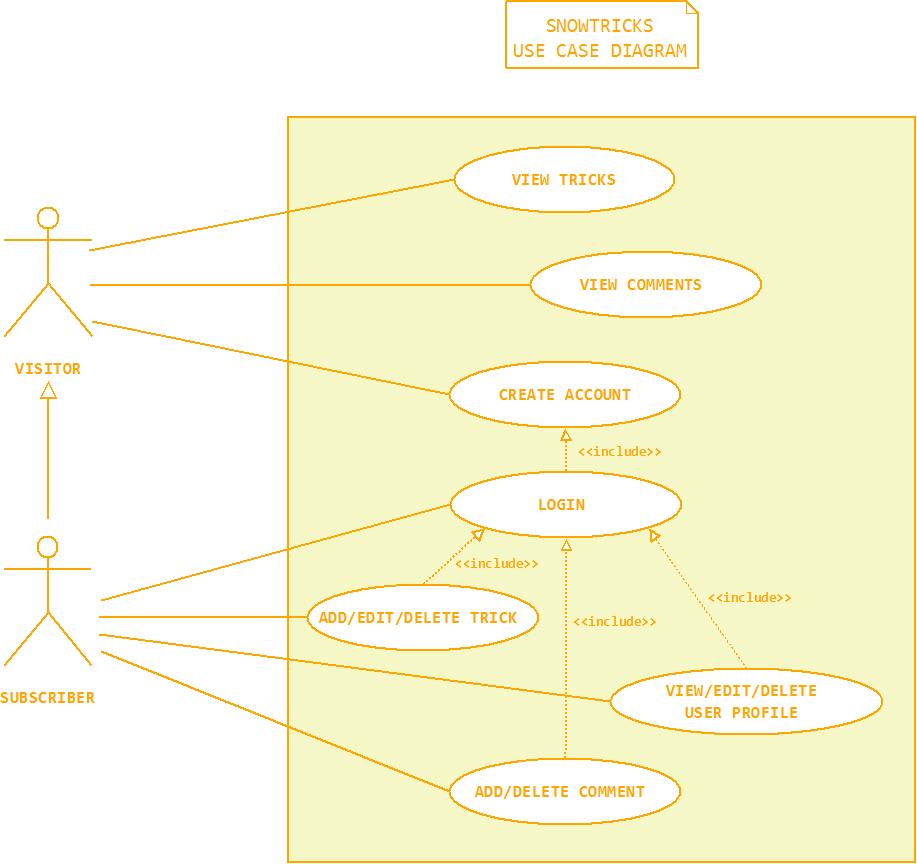 SNOWTRICKS
USE CASE DIAGRAM
VIEW TRICKS
VIEW COMMENTS
VISITOR
CREATE ACCOUNT
<<include>>
LOGIN
<<include>>
ADD/EDIT/DELETE TRICK
<<include>>
<<include>>
SUBSCRIBER
VIEW/EDIT/DELETE
USER PROFILE
ADD/DELETE COMMENT